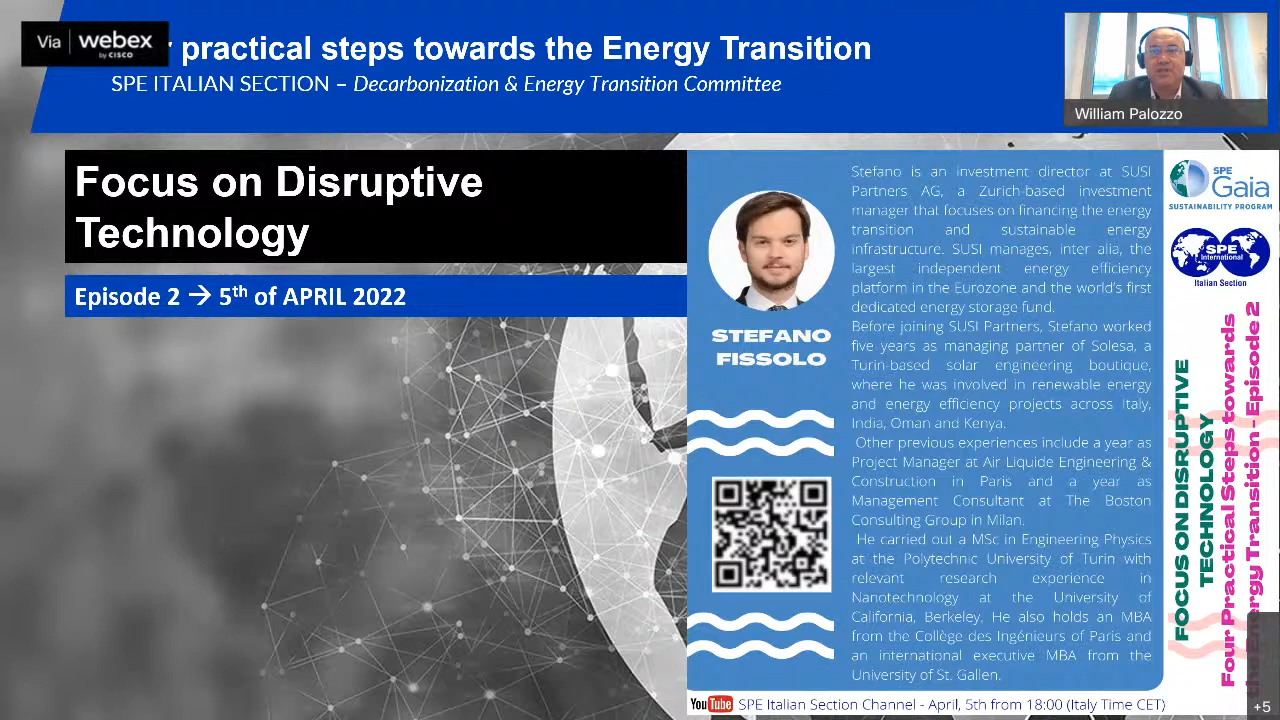 Via webex
by CISCO
practical steps towards the Energy Transition
SPE ITALIAN SECTION – Decarbonization & Energy Transition Committee
William Palozzo
Focus on Disruptive
Technology
Episode 2 → 5th of APRIL 2022
STEFANO
FISSOLO
Stefano is an investment director at SUSI
Partners AG, a Zurich-based investment
manager that focuses on financing the energy
transition and sustainable energy
infrastructure. SUSI manages, inter alia, the
largest independent energy efficiency
platform in the Eurozone and the world's first
dedicated energy storage fund.
Before joining SUSI Partners, Stefano worked
five years as managing partner of Solesa, a
Turin-based solar engineering boutique,
where he was involved in renewable energy
and energy efficiency projects across Italy,
India, Oman and Kenya.
Other previous experiences include a year as
Project Manager at Air Liquide Engineering &
Construction in Paris and a year as
Management Consultant at The Boston
Consulting Group in Milan.
He carried out a MSc in Engineering Physics
at the Polytechnic University of Turin with
relevant research experience in
Nanotechnology at the University of
California, Berkeley. He also holds an MBA
from the Collège des Ingénieurs of Paris and
an international executive MBA from the
University of St. Gallen.
SPE
Gaia
SUSTAINABILITY PROGRAM
SPE
International
Italian Section
FOCUS ON DISRUPTIVE
TECHNOLOGY
Four Practical Steps towards
the Energy Transition - Episode 2
YouTube SPE Italian Section Channel - April, 5th from 18:00 (Italy Time CET)
+5